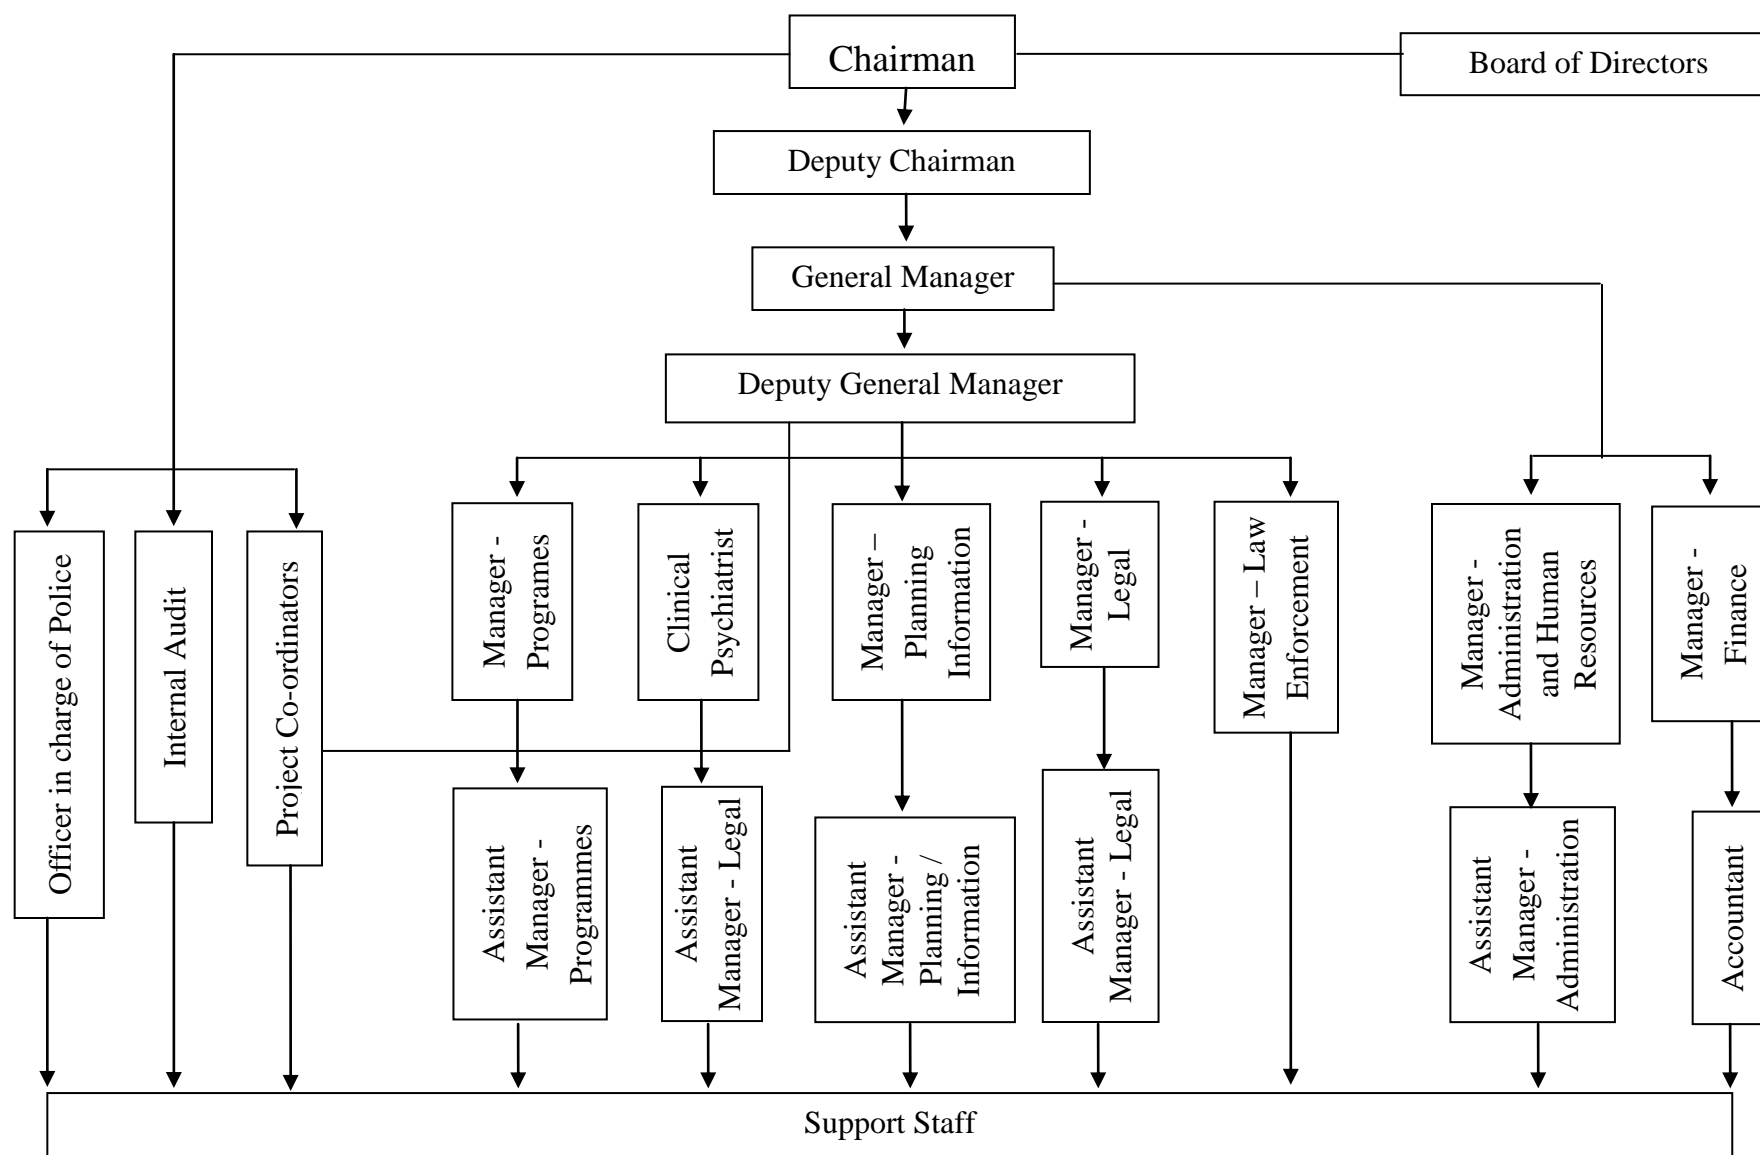 Chairman
Board of Directors
Deputy Chairman
General Manager
Deputy General Manager
Officer in charge of Police
Internal Audit
Project Co-ordinators
Manager -
Programes
Clinical
Psychiatrist
Manager –
Planning
Information
Manager -
Legal
Manager – Law
Enforcement
Manager -
Administration
and Human
Resources
Manager -
Finance
Assistant
Manager -
Programmes
Assistant
Manager - Legal
Assistant
Manager -
Planning /
Information
Assistant
Manager - Legal
Assistant
Manager -
Administration
Accountant
Support Staff